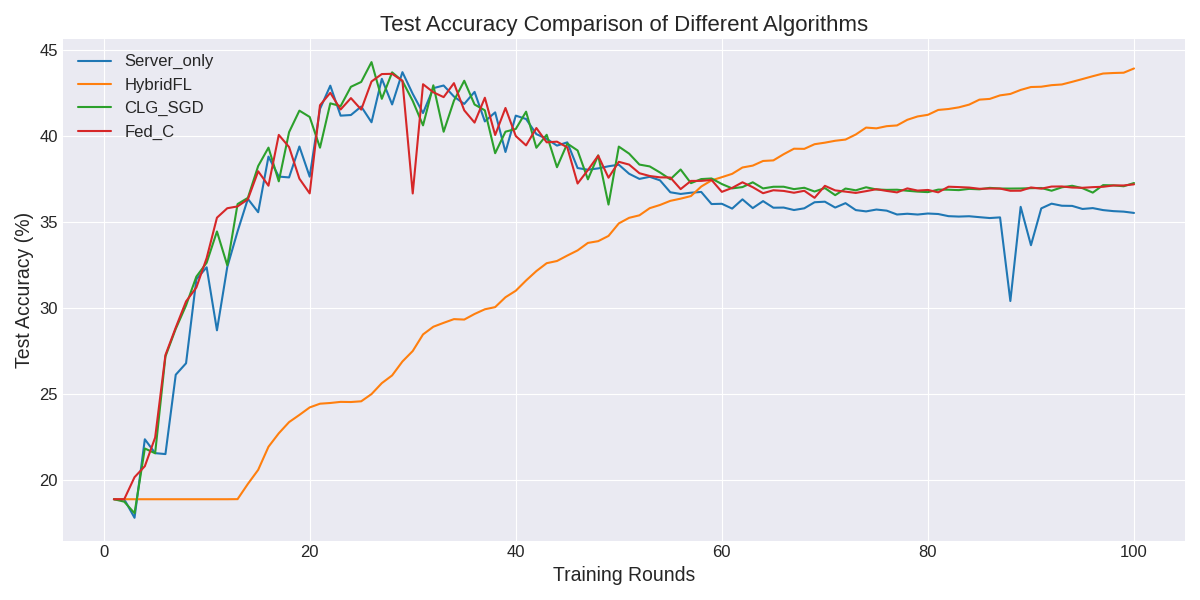 Test Accuracy Comparison of Different Algorithms
Test Accuracy (%)
45
40
35
30
25
20
Server_only
HybridFL
CLG_SGD
Fed_C
0 20 40 60 80 100
Training Rounds